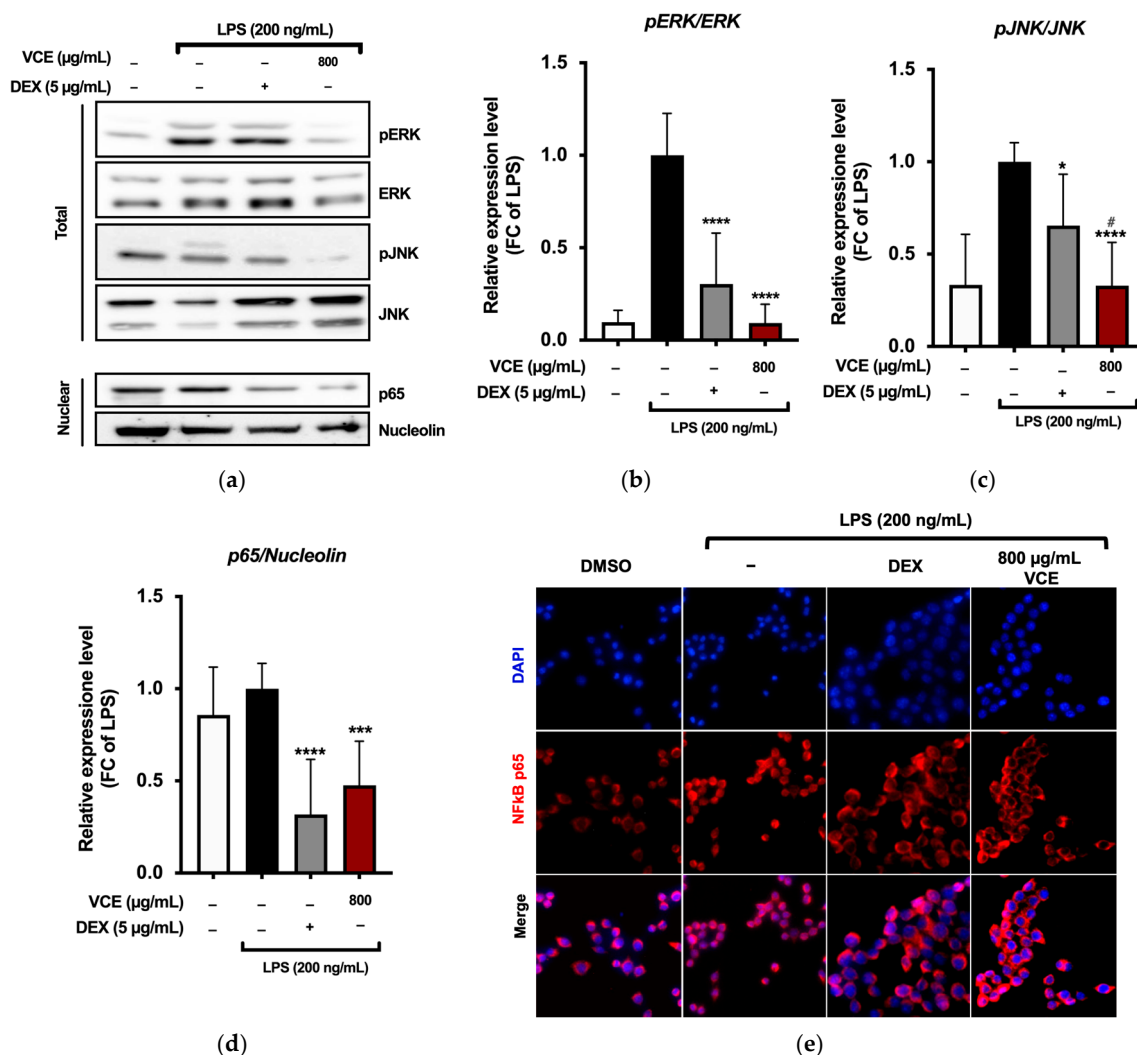 LPS (200 ng/mL)
VCE (µg/mL) – – – 800
DEX (5 µg/mL) – – + –
Total
pERK
ERK
pJNK
JNK
Nuclear
p65
Nucleolin
(a)
pERK/ERK
Relative expression level
(FC of LPS)
1.5
1.0
0.5
0.0
****
****
VCE (µg/mL) – – – 800
DEX (5 µg/mL) – – + –
LPS (200 ng/mL)
(b)
pJNK/JNK
Relative expressione level
(FC of LPS)
1.5
1.0
0.5
0.0
*
#
****
VCE (µg/mL) – – – 800
DEX (5 µg/mL) – – + –
LPS (200 ng/mL)
(c)
p65/Nucleolin
Relative expressione level
(FC of LPS)
1.5
1.0
0.5
0.0
****
***
VCE (µg/mL) – – – 800
DEX (5 µg/mL) – – + –
LPS (200 ng/mL)
(d)
LPS (200 ng/mL)
DMSO – DEX 800 µg/mL
VCE
DAPI
NFkB p65
Merge
(e)